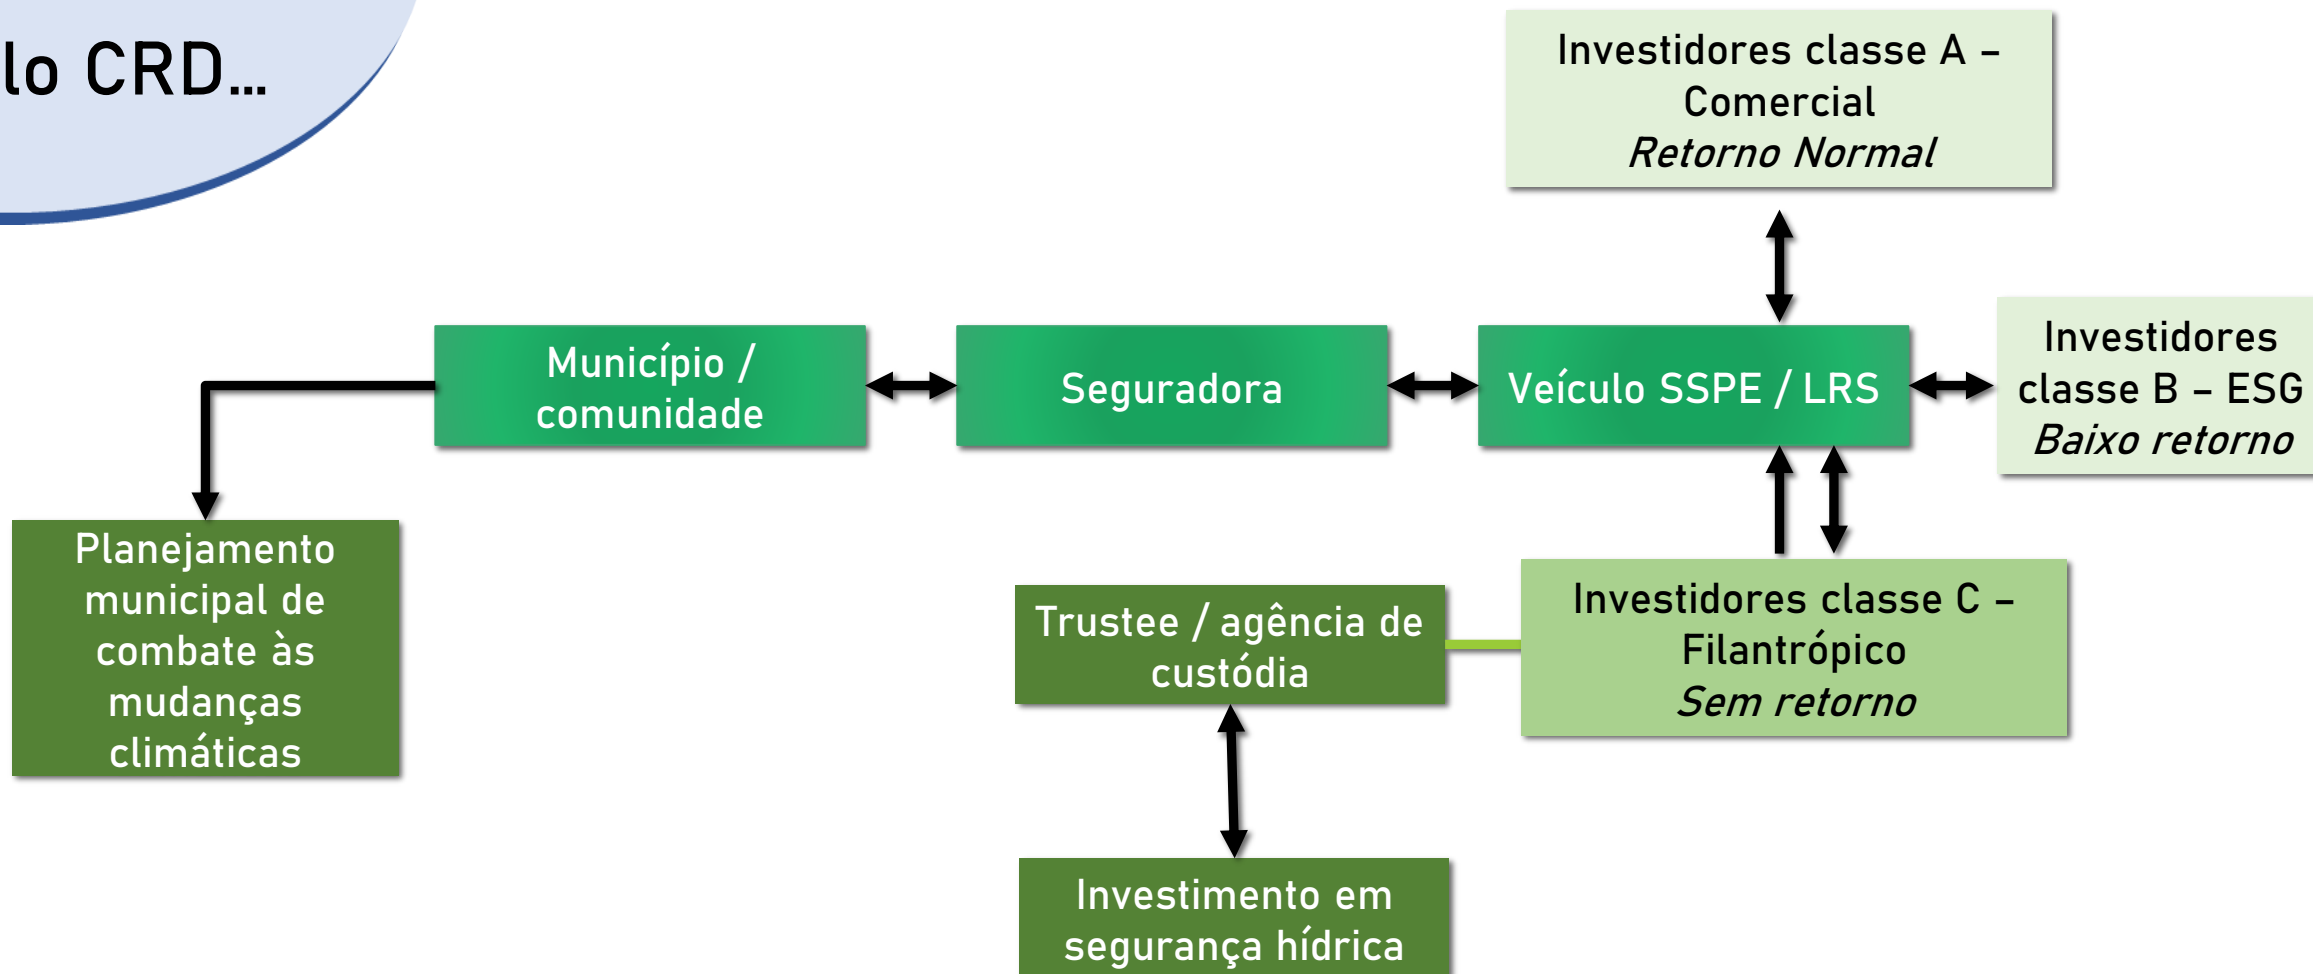 lo CRD...
Investidores classe A –
Comercial
Retorno Normal
Município /
comunidade
Seguradora
Veículo SSPE / LRS
Investidores
classe B – ESG
Baixo retorno
Planejamento
municipal de
combate às
mudanças
climáticas
Trustee / agência de
custódia
Investidores classe C –
Filantrópico
Sem retorno
Investimento em
segurança hídrica